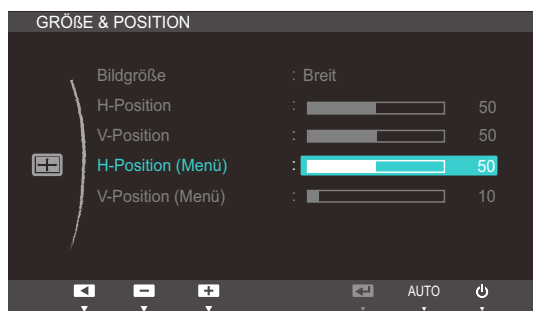 GRÖßE & POSITION
Bildgröße : Breit
H-Position : 50
V-Position : 50
H-Position (Menü) : 50
V-Position (Menü) : 10
AUTO